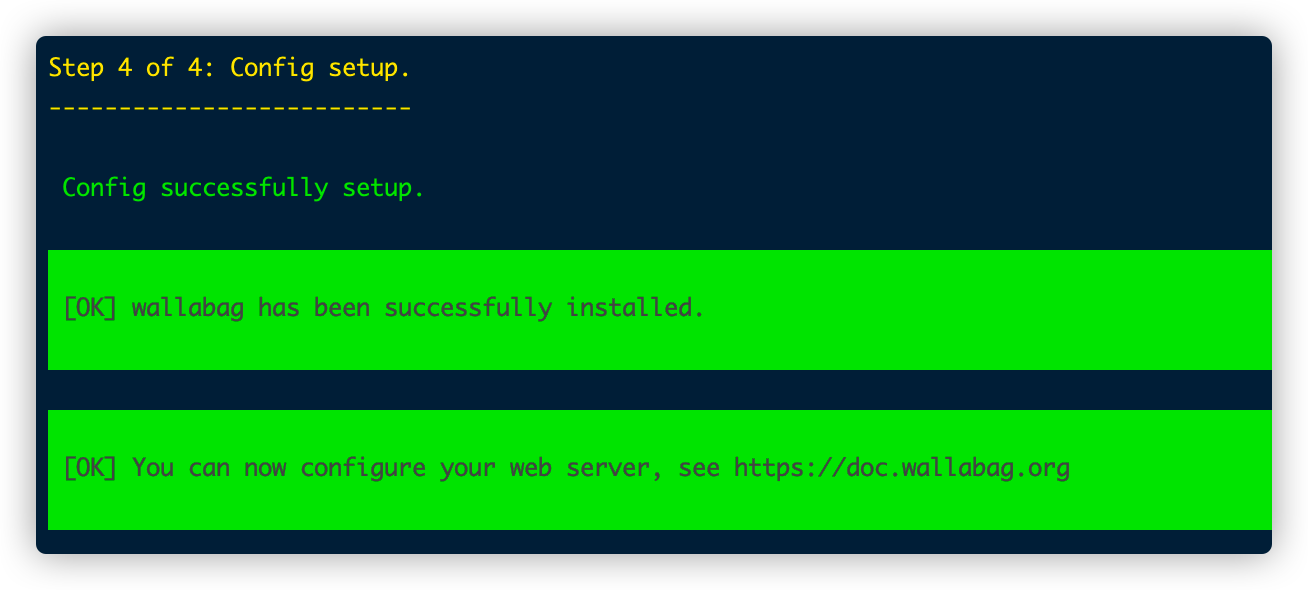 Step 4 of 4: Config setup.
--------------------------
Config successfully setup.
[OK] wallabag has been successfully installed.
[OK] You can now configure your web server, see https://doc.wallabag.org